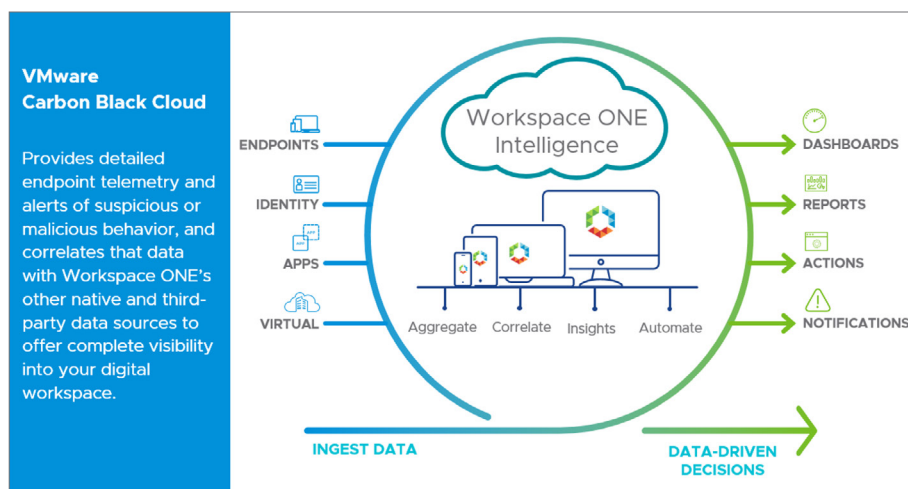 VMware
Carbon Black Cloud
Provides detailed
endpoint telemetry and
alerts of suspicious or
malicious behavior, and
correlates that data
with Workspace ONE's
other native and third-
party data sources to
offer complete visibility
into your digital
workspace.
Workspace ONE
Intelligence
ENDPOINTS
IDENTITY
APPS
VIRTUAL
APP
APP
Aggregate
Correlate
Insights
Automate
DASHBOARDS
REPORTS
ACTIONS
NOTIFICATIONS
INGEST DATA
DATA-DRIVEN
DECISIONS